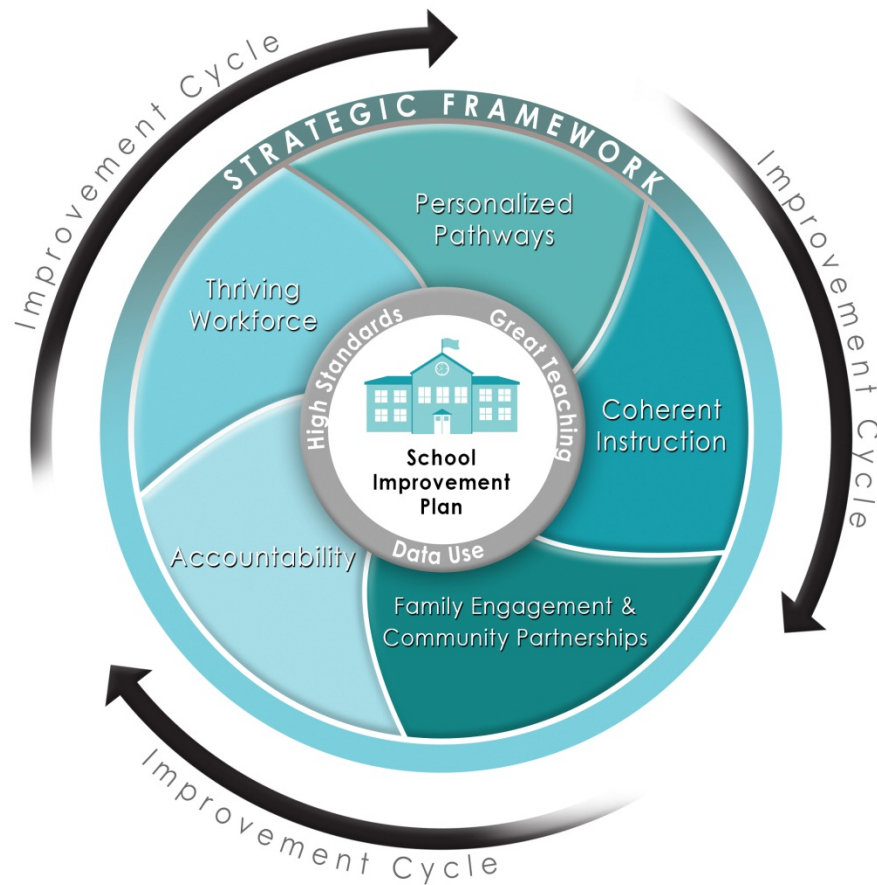 Improvement Cycle
Improvement Cycle
STRATEGIC FRAMEWORK
Personalized
Pathways
Thriving
Workforce
Coherent
Instruction
High Standards
Great Teaching
School
Improvement
Plan
Data Use
Accountability
Family Engagement &
Community Partnerships
Improvement Cycle